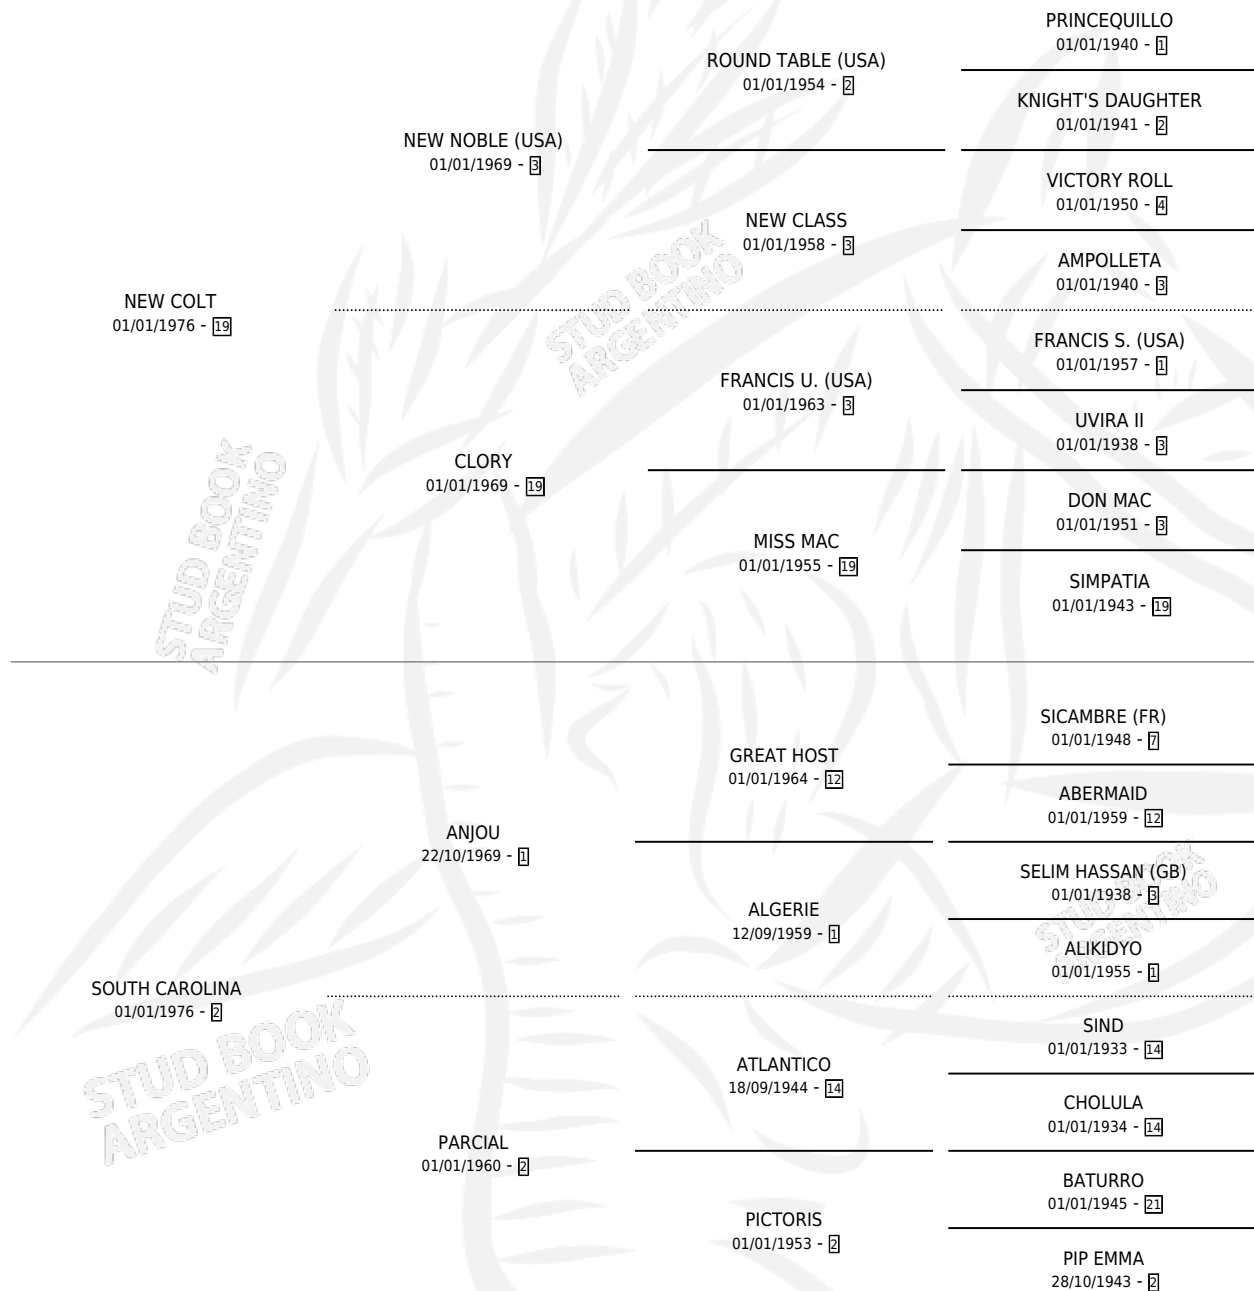 PRINCEQUILLO
01/01/1940 - 1
ROUND TABLE (USA)
01/01/1954 - 2
KNIGHT'S DAUGHTER
01/01/1941 - 2
NEW NOBLE (USA)
01/01/1969 - 3
VICTORY ROLL
01/01/1950 - 4
NEW CLASS
01/01/1958 - 3
AMPOLLETA
01/01/1940 - 3
NEW COLT
01/01/1976 - 19
FRANCIS S. (USA)
01/01/1957 - 1
FRANCIS U. (USA)
01/01/1963 - 3
UVIRA II
01/01/1938 - 3
CLORY
01/01/1969 - 19
DON MAC
01/01/1951 - 3
MISS MAC
01/01/1955 - 19
SIMPATIA
01/01/1943 - 19
SICAMBRE (FR)
01/01/1948 - 7
GREAT HOST
01/01/1964 - 12
ABERMAID
01/01/1959 - 12
ANJOU
22/10/1969 - 1
SELIM HASSAN (GB)
01/01/1938 - 3
ALGERIE
12/09/1959 - 1
ALIKIDYO
01/01/1955 - 1
SOUTH CAROLINA
01/01/1976 - 2
SIND
01/01/1933 - 14
ATLANTICO
18/09/1944 - 14
CHOLULA
01/01/1934 - 14
PARCIAL
01/01/1960 - 2
BATURRO
01/01/1945 - 21
PICTORIS
01/01/1953 - 2
PIP EMMA
28/10/1943 - 2
STUD BOOK
ARGENTINO
STUD BOOK
ARGENTINO
STUD BOOK
ARGENTINO
STUD BOOK
ARGENTINO